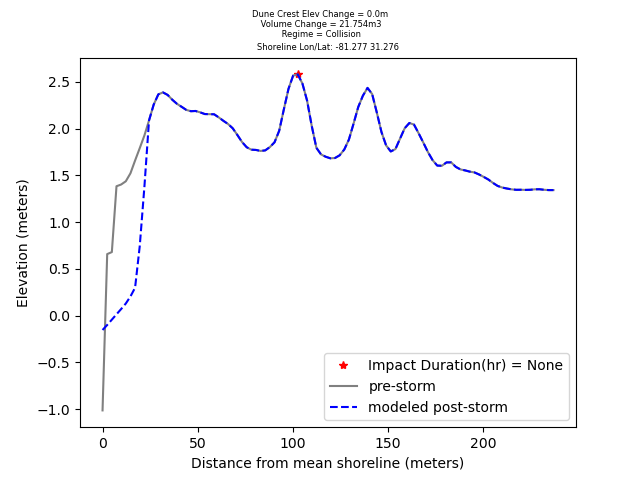 Dune Crest Elev Change = 0.0m
Volume Change = 21.754m3
Regime = Collision
Shoreline Lon/Lat: -81.277 31.276
2.5
2.0
1.5
1.0
0.5
0.0
−0.5
−1.0
Elevation (meters)
Impact Duration(hr) = None
pre-storm
modeled post-storm
0 50 100 150 200
Distance from mean shoreline (meters)